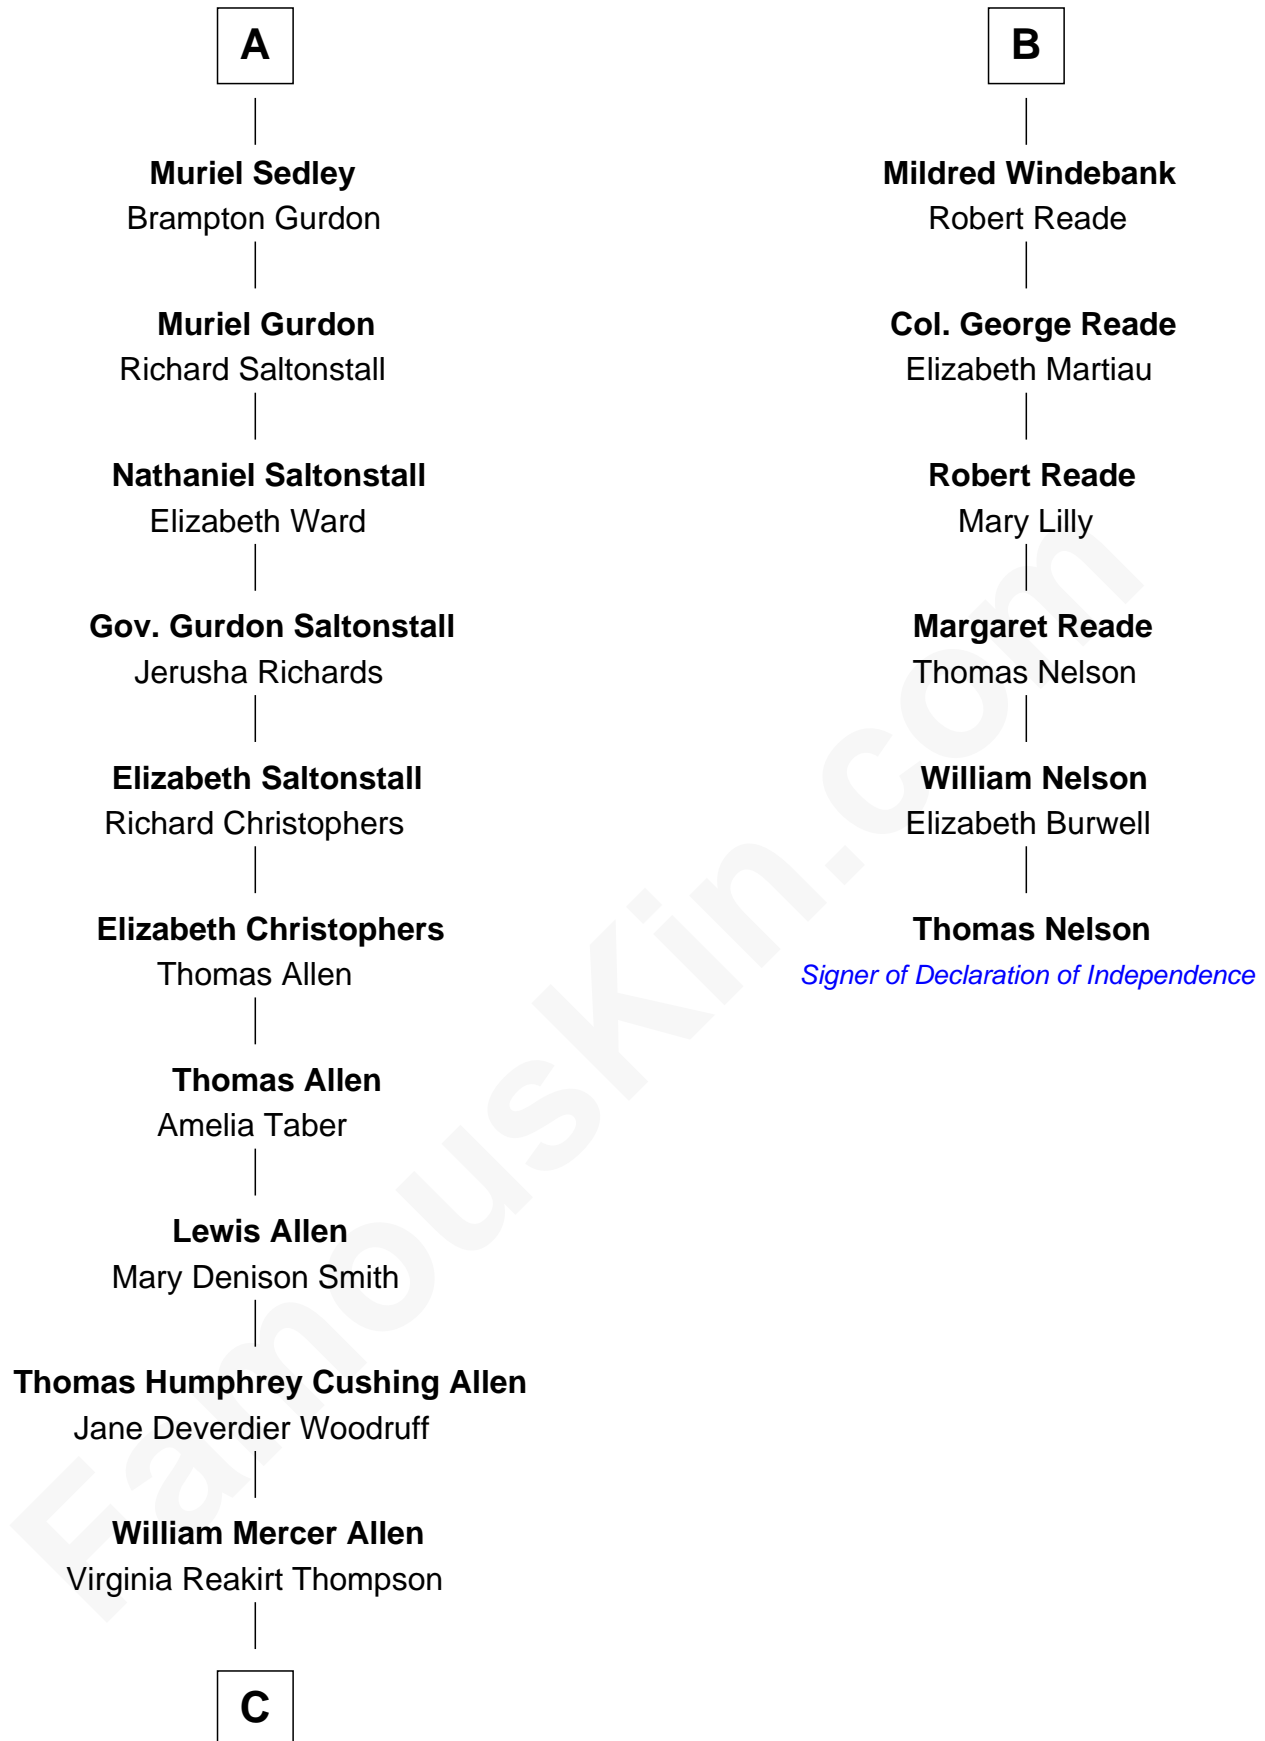 A
Muriel Sedley
Brampton Gurdon
Muriel Gurdon
Richard Saltonstall
Nathaniel Saltonstall
Elizabeth Ward
Gov. Gurdon Saltonstall
Jerusha Richards
Elizabeth Saltonstall
Richard Christophers
Elizabeth Christophers
Thomas Allen
Thomas Allen
Amelia Taber
Lewis Allen
Mary Denison Smith
Thomas Humphrey Cushing Allen
Jane Deverdier Woodruff
William Mercer Allen
Virginia Reakirt Thompson
C
B
Mildred Windebank
Robert Reade
Col. George Reade
Elizabeth Martiau
Robert Reade
Mary Lilly
Margaret Reade
Thomas Nelson
William Nelson
Elizabeth Burwell
Thomas Nelson
Signer of Declaration of Independence
FamousKin.com